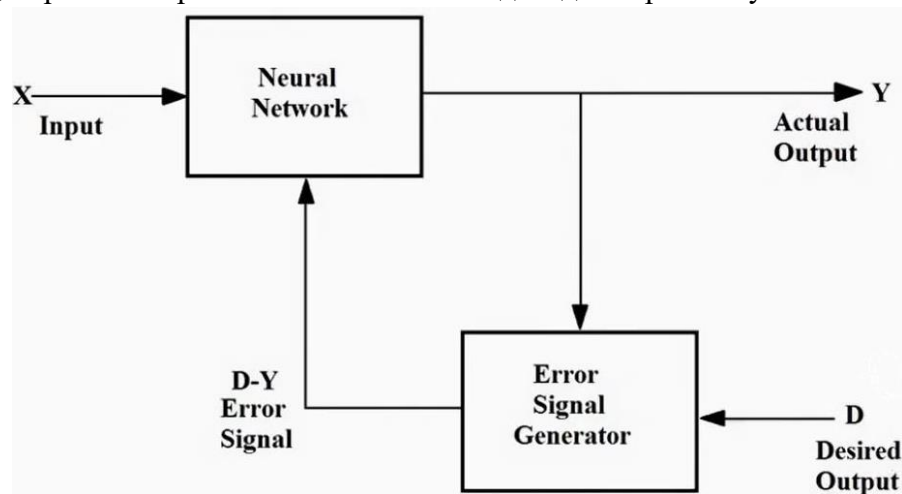 Neural
Network
X
Input
Y
Actual
Output
D-Y
Error
Signal
Error
Signal
Generator
D
Desired
Output